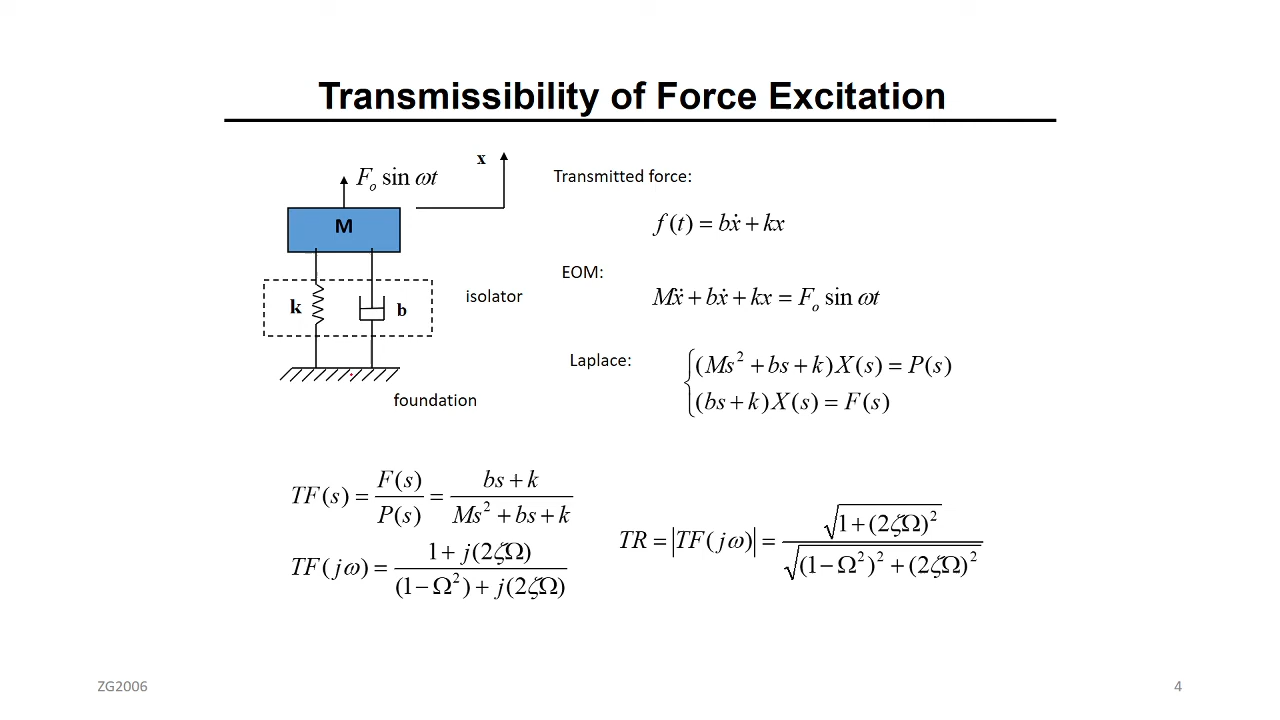 Transmissibility of Force Excitation
F_o sin ωt
x
M
k
b
isolator
foundation
Transmitted force:
f(t) = bẋ + kx
EOM:
Mẍ + bẋ + kx = F_o sin ωt
Laplace:
{(Ms² + bs + k)X(s) = P(s)
(bs + k)X(s) = F(s)
TF(s) = F(s)/P(s) = (bs + k)/(Ms² + bs + k)
TF(jω) = (1 + j(2ζΩ))/((1 − Ω²) + j(2ζΩ))
TR = |TF(jω)| = √(1 + (2ζΩ)²)/√((1 − Ω²)² + (2ζΩ)²)
ZG2006
4